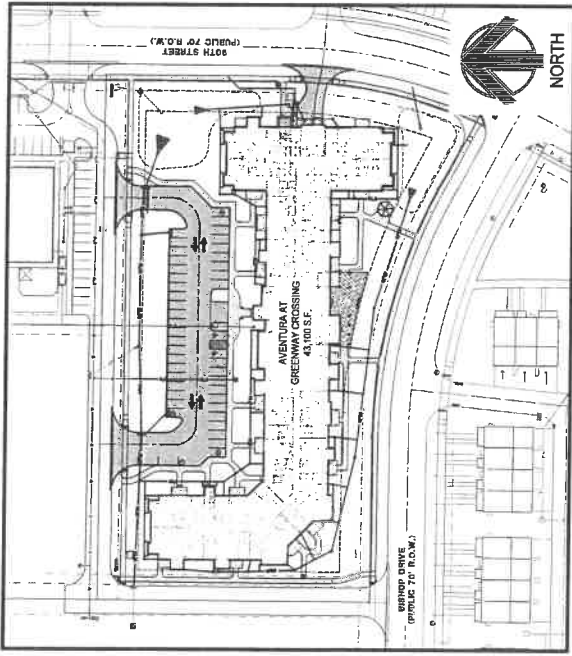 90TH STREET
(PUBLIC 70' R.O.W.)
NORTH
AVENTURA AT
GREENWAY CROSSING
43,100 S.F.
BISHOP DRIVE
(PUBLIC 70' R.O.W.)